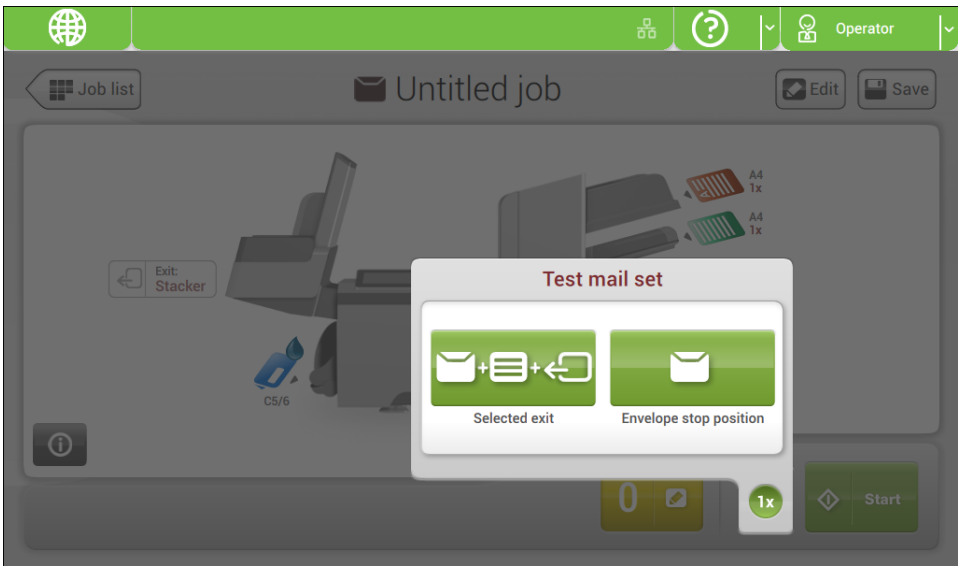 Operator
Job list
Untitled job
Edit
Save
A4
1x
A4
1x
Exit:
Stacker
C5/6
Test mail set
Selected exit
Envelope stop position
0
1x
Start